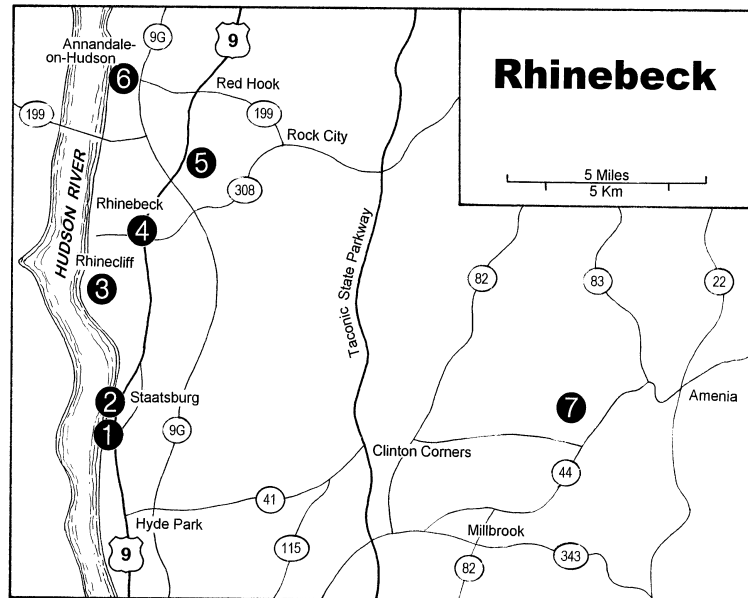 Annandale-
on-Hudson
9G
9
6
Red Hook
199
199
Rock City
5
308
Rhinebeck
4
HUDSON RIVER
Rhinecliff
3
Taconic State Parkway
Rhinebeck
5 Miles
5 Km
82
83
22
2
Staatsburg
1
9G
7
Amenia
Clinton Corners
44
41
Hyde Park
115
Millbrook
9
82
343